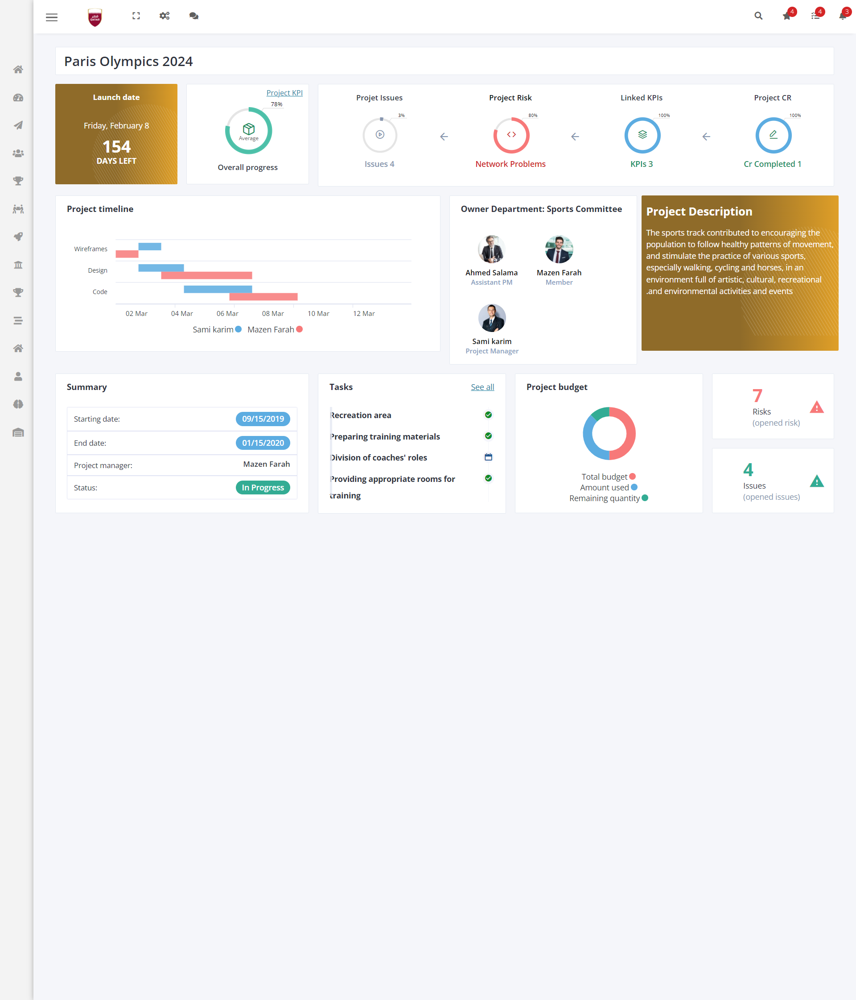 قطر
QATAR
4
4
3
Paris Olympics 2024
Launch date
Friday, February 8
154
DAYS LEFT
Project KPI
78%
Average
Overall progress
Projet Issues
3%
Issues 4
Project Risk
80%
Network Problems
Linked KPIs
100%
KPIs 3
Project CR
100%
Cr Completed 1
Project timeline
Wireframes
Design
Code
02 Mar 04 Mar 06 Mar 08 Mar 10 Mar 12 Mar
Sami karim Mazen Farah
Owner Department: Sports Committee
Ahmed Salama
Assistant PM
Mazen Farah
Member
Sami karim
Project Manager
Project Description
The sports track contributed to encouraging the
population to follow healthy patterns of movement,
and stimulate the practice of various sports,
especially walking, cycling and horses, in an
environment full of artistic, cultural, recreational
.and environmental activities and events
Summary
Starting date: 09/15/2019
End date: 01/15/2020
Project manager: Mazen Farah
Status: In Progress
Tasks
See all
Recreation area
Preparing training materials
Division of coaches' roles
Providing appropriate rooms for
training
Project budget
Total budget
Amount used
Remaining quantity
7
Risks
(opened risk)
4
Issues
(opened issues)